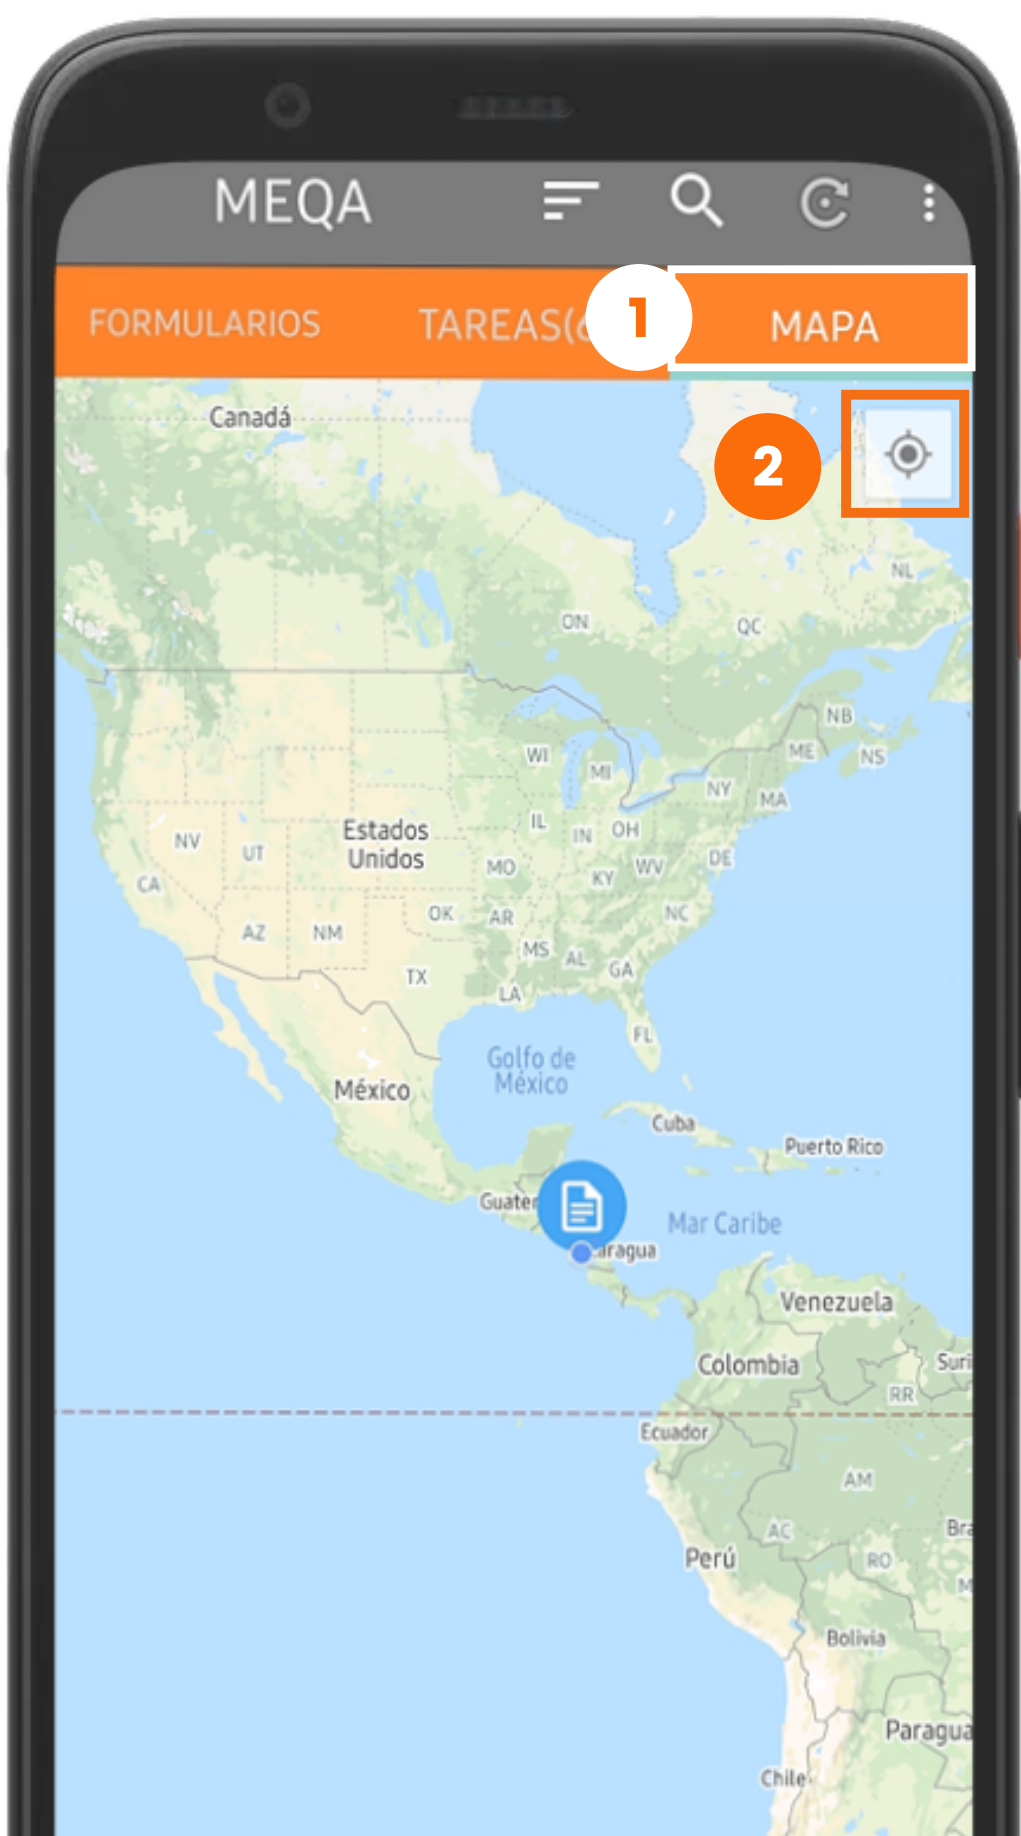 MEQA
FORMULARIOS
TAREAS(
1
MAPA
2
Canadá
NL
ON
QC
NB
WI
ME
NS
MI
NY
MA
IL
IN
OH
NV
UT
Estados
Unidos
MO
KY
WV
DE
CA
OK
AR
NC
AZ
NM
MS
AL
GA
TX
LA
FL
Golfo de
México
México
Cuba
Puerto Rico
Mar Caribe
Venezuela
Colombia
RR
Ecuador
AM
AC
Perú
RO
Bolivia
Chile